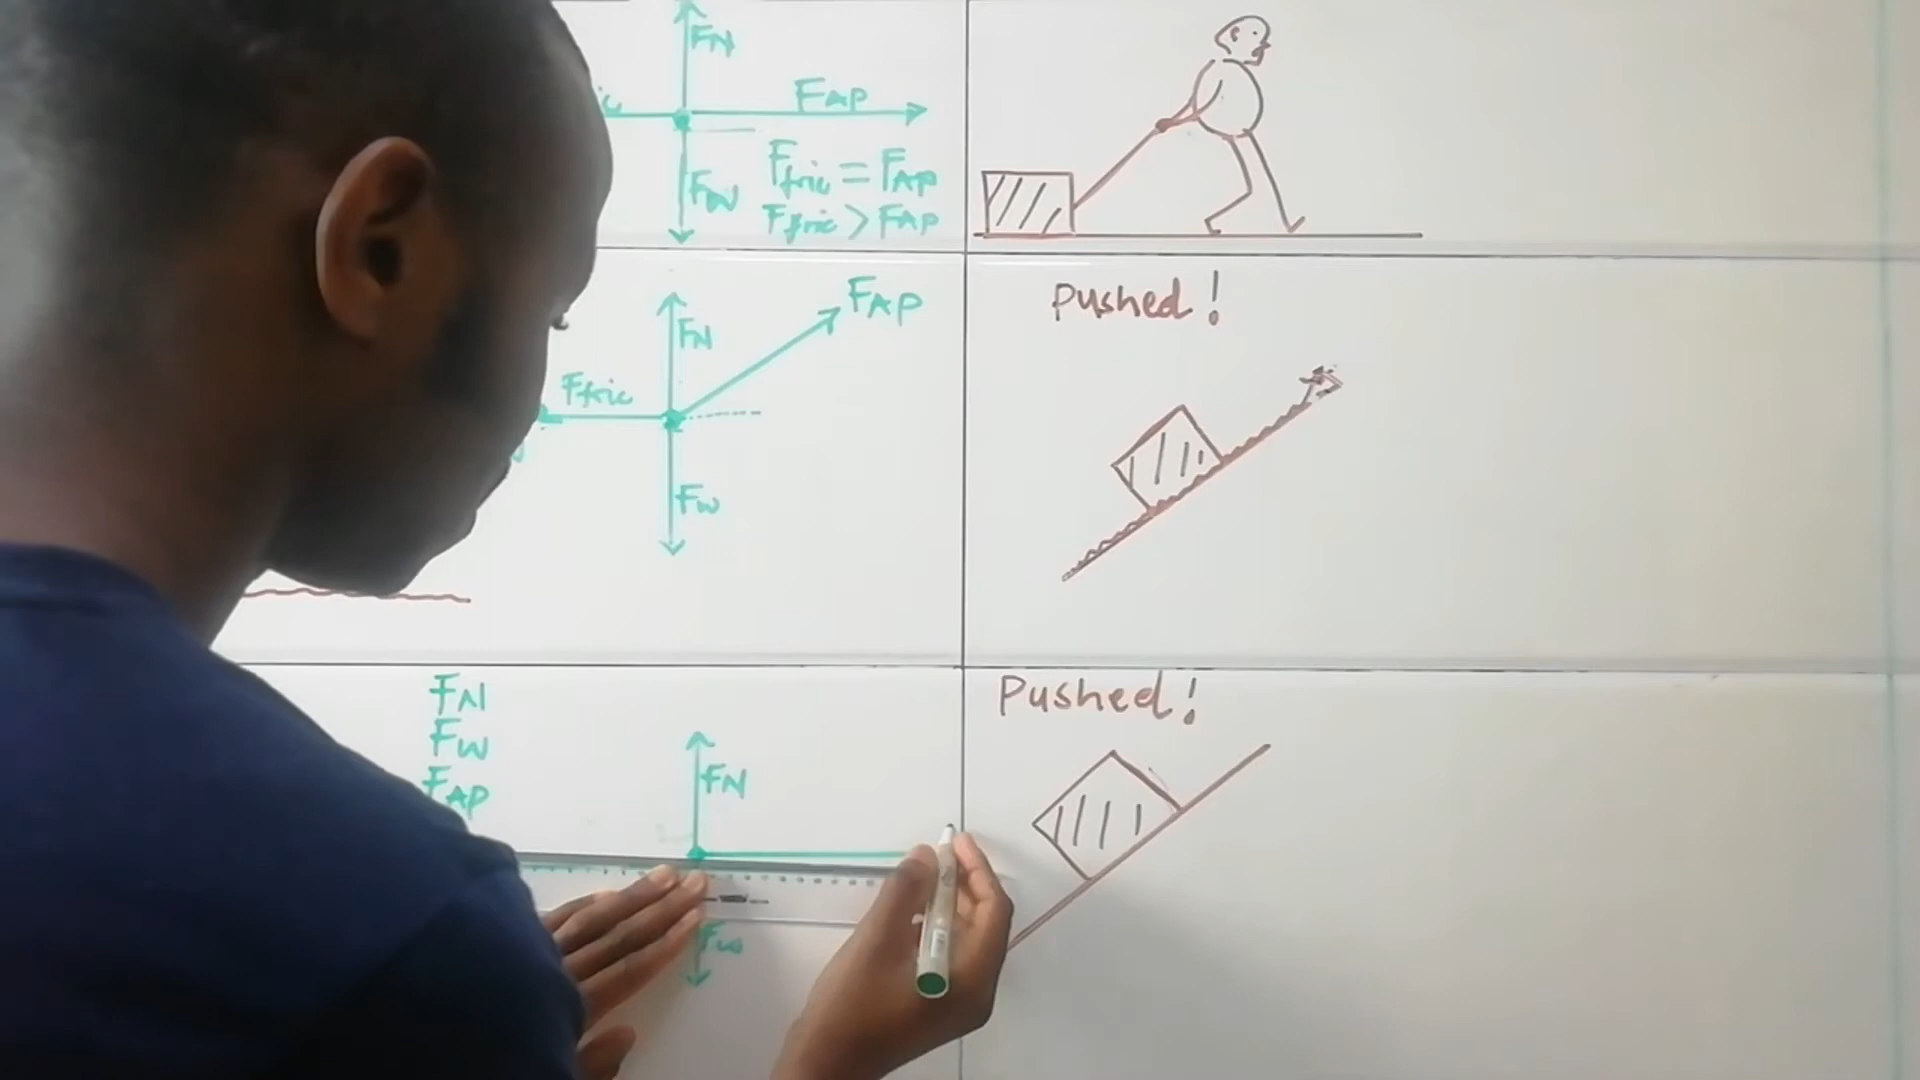 FN
FAP
Ffric = FAP
FW
Ffric > FAP
FAP
FN
Ffric
FW
Pushed!
FN
FW
FAP
FN
FW
Pushed!